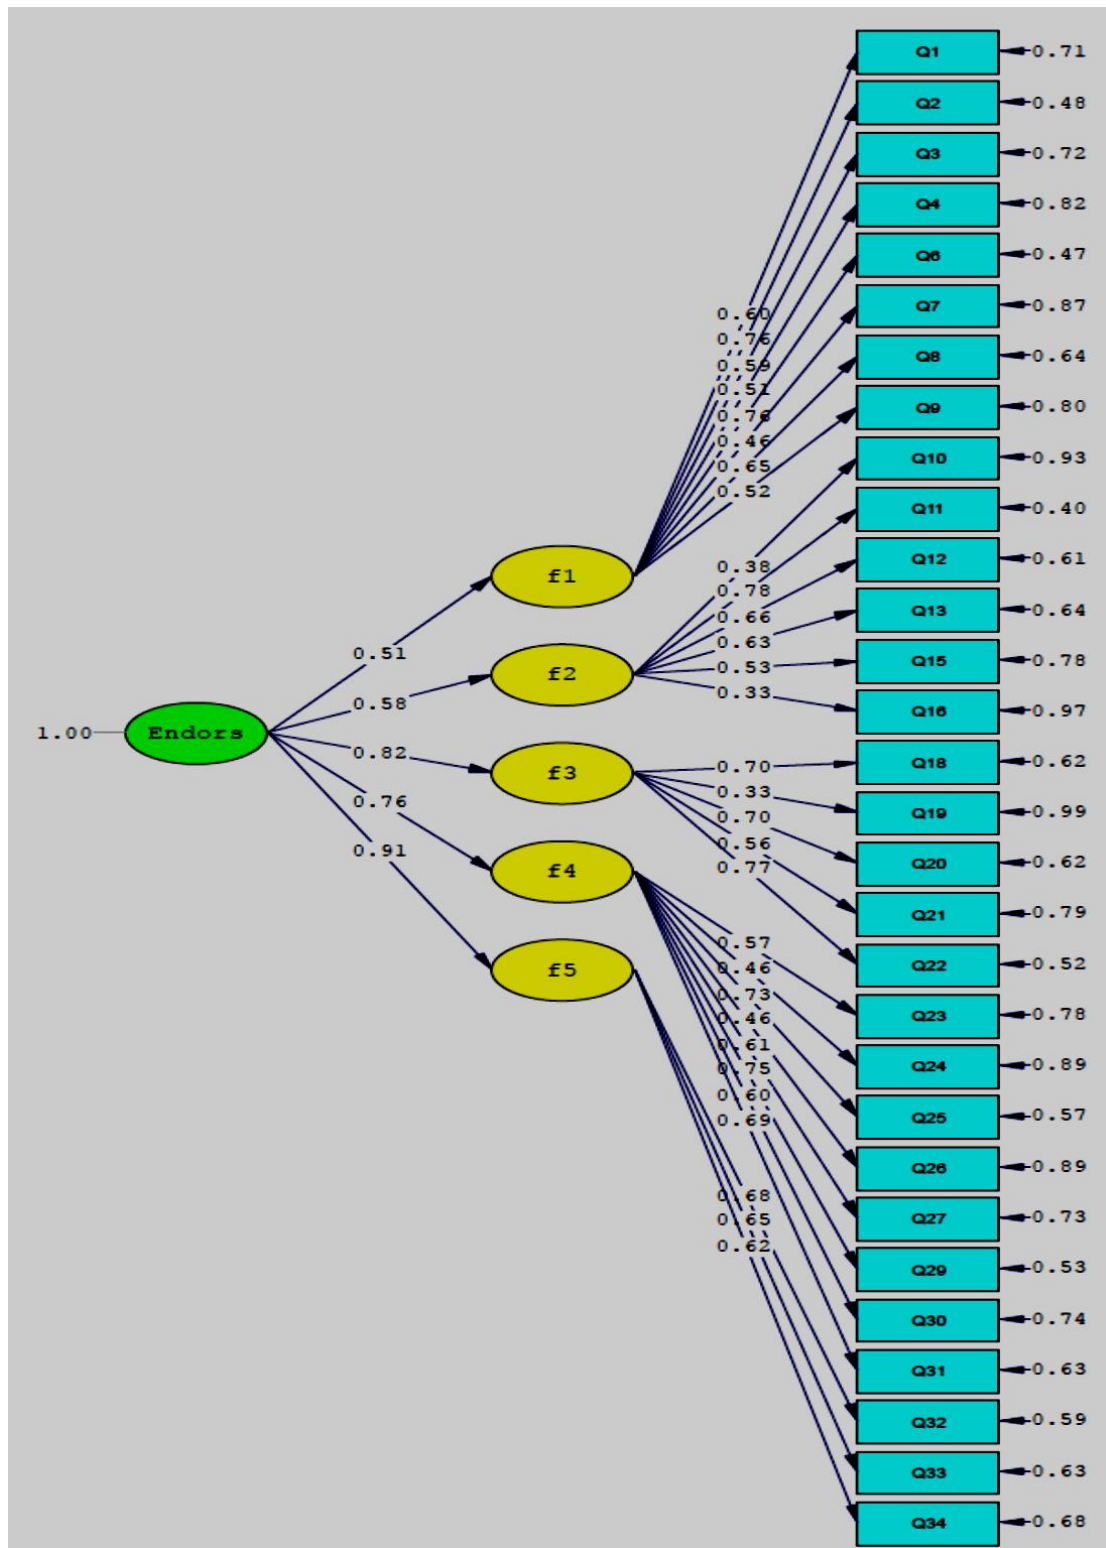 Q1 0.71
Q2 0.48
Q3 0.72
Q4 0.82
Q6 0.47
Q7 0.87
Q8 0.64
Q9 0.80
Q10 0.93
Q11 0.40
Q12 0.61
Q13 0.64
Q15 0.78
Q16 0.97
Q18 0.62
Q19 0.99
Q20 0.62
Q21 0.79
Q22 0.52
Q23 0.78
Q24 0.89
Q25 0.57
Q26 0.89
Q27 0.73
Q29 0.53
Q30 0.74
Q31 0.63
Q32 0.59
Q33 0.63
Q34 0.68
0.60
0.76
0.59
0.51
0.76
0.46
0.65
0.52
0.38
0.78
0.66
0.63
0.53
0.33
0.70
0.33
0.70
0.56
0.77
0.57
0.46
0.73
0.46
0.61
0.75
0.60
0.69
0.68
0.65
0.62
f1
f2
f3
f4
f5
0.51
0.58
0.82
0.76
0.91
1.00 Endors